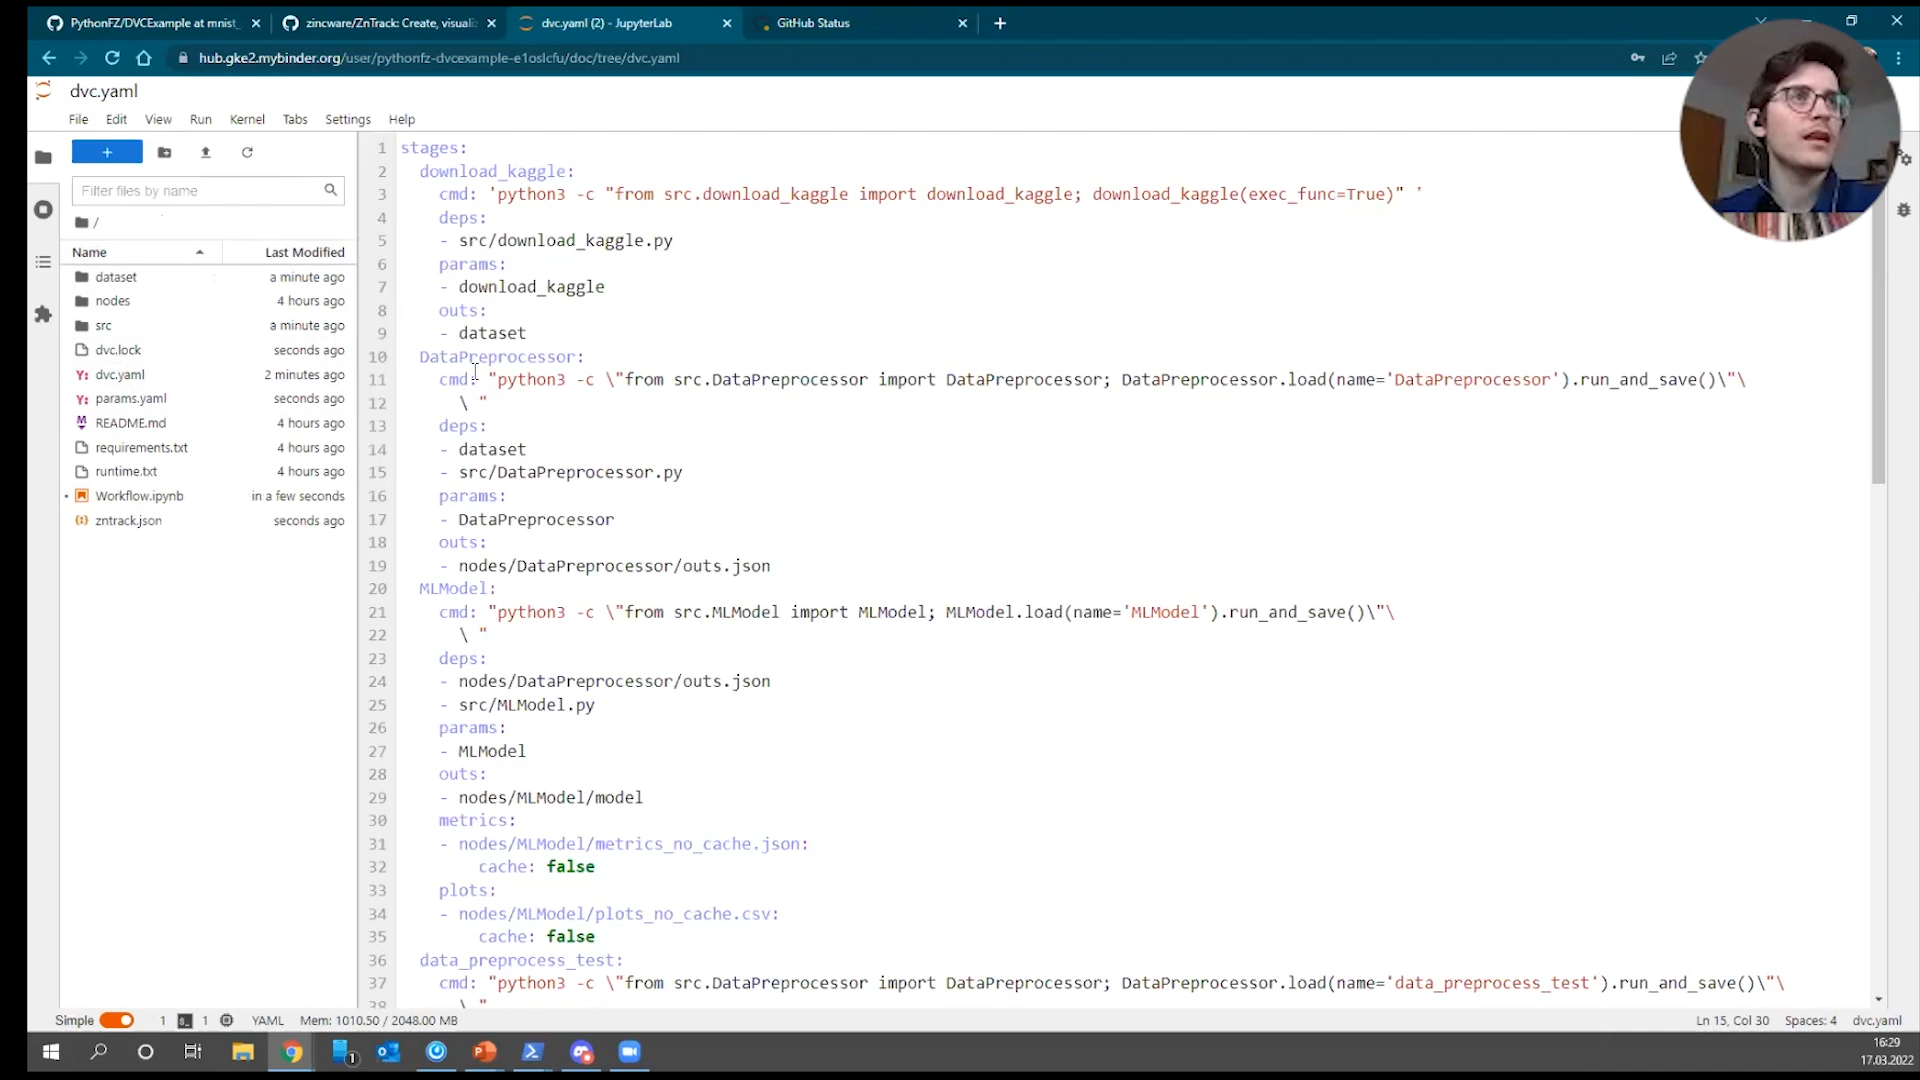 PythonFZ/DVCExample at mnist_
zincware/ZnTrack: Create, visuali
dvc.yaml (2) - JupyterLab
GitHub Status
hub.gke2.mybinder.org/user/pythonfz-dvcexample-e1oslcfu/doc/tree/dvc.yaml
dvc.yaml
File Edit View Run Kernel Tabs Settings Help
Filter files by name
/
Name Last Modified
dataset a minute ago
nodes 4 hours ago
src a minute ago
dvc.lock seconds ago
dvc.yaml 2 minutes ago
params.yaml seconds ago
README.md 4 hours ago
requirements.txt 4 hours ago
runtime.txt 4 hours ago
Workflow.ipynb in a few seconds
zntrack.json seconds ago
1 stages:
2 download_kaggle:
3 cmd: 'python3 -c "from src.download_kaggle import download_kaggle; download_kaggle(exec_func=True)" '
4 deps:
5 - src/download_kaggle.py
6 params:
7 - download_kaggle
8 outs:
9 - dataset
10 DataPreprocessor:
11 cmd: "python3 -c \"from src.DataPreprocessor import DataPreprocessor; DataPreprocessor.load(name='DataPreprocessor').run_and_save()\"\
12 \ "
13 deps:
14 - dataset
15 - src/DataPreprocessor.py
16 params:
17 - DataPreprocessor
18 outs:
19 - nodes/DataPreprocessor/outs.json
20 MLModel:
21 cmd: "python3 -c \"from src.MLModel import MLModel; MLModel.load(name='MLModel').run_and_save()\"\
22 \ "
23 deps:
24 - nodes/DataPreprocessor/outs.json
25 - src/MLModel.py
26 params:
27 - MLModel
28 outs:
29 - nodes/MLModel/model
30 metrics:
31 - nodes/MLModel/metrics_no_cache.json:
32 cache: false
33 plots:
34 - nodes/MLModel/plots_no_cache.csv:
35 cache: false
36 data_preprocess_test:
37 cmd: "python3 -c \"from src.DataPreprocessor import DataPreprocessor; DataPreprocessor.load(name='data_preprocess_test').run_and_save()\"\
38 \ "
Simple 1 1 YAML Mem: 1010.50 / 2048.00 MB Ln 15, Col 30 Spaces: 4 dvc.yaml
1
16:29
17.03.2022